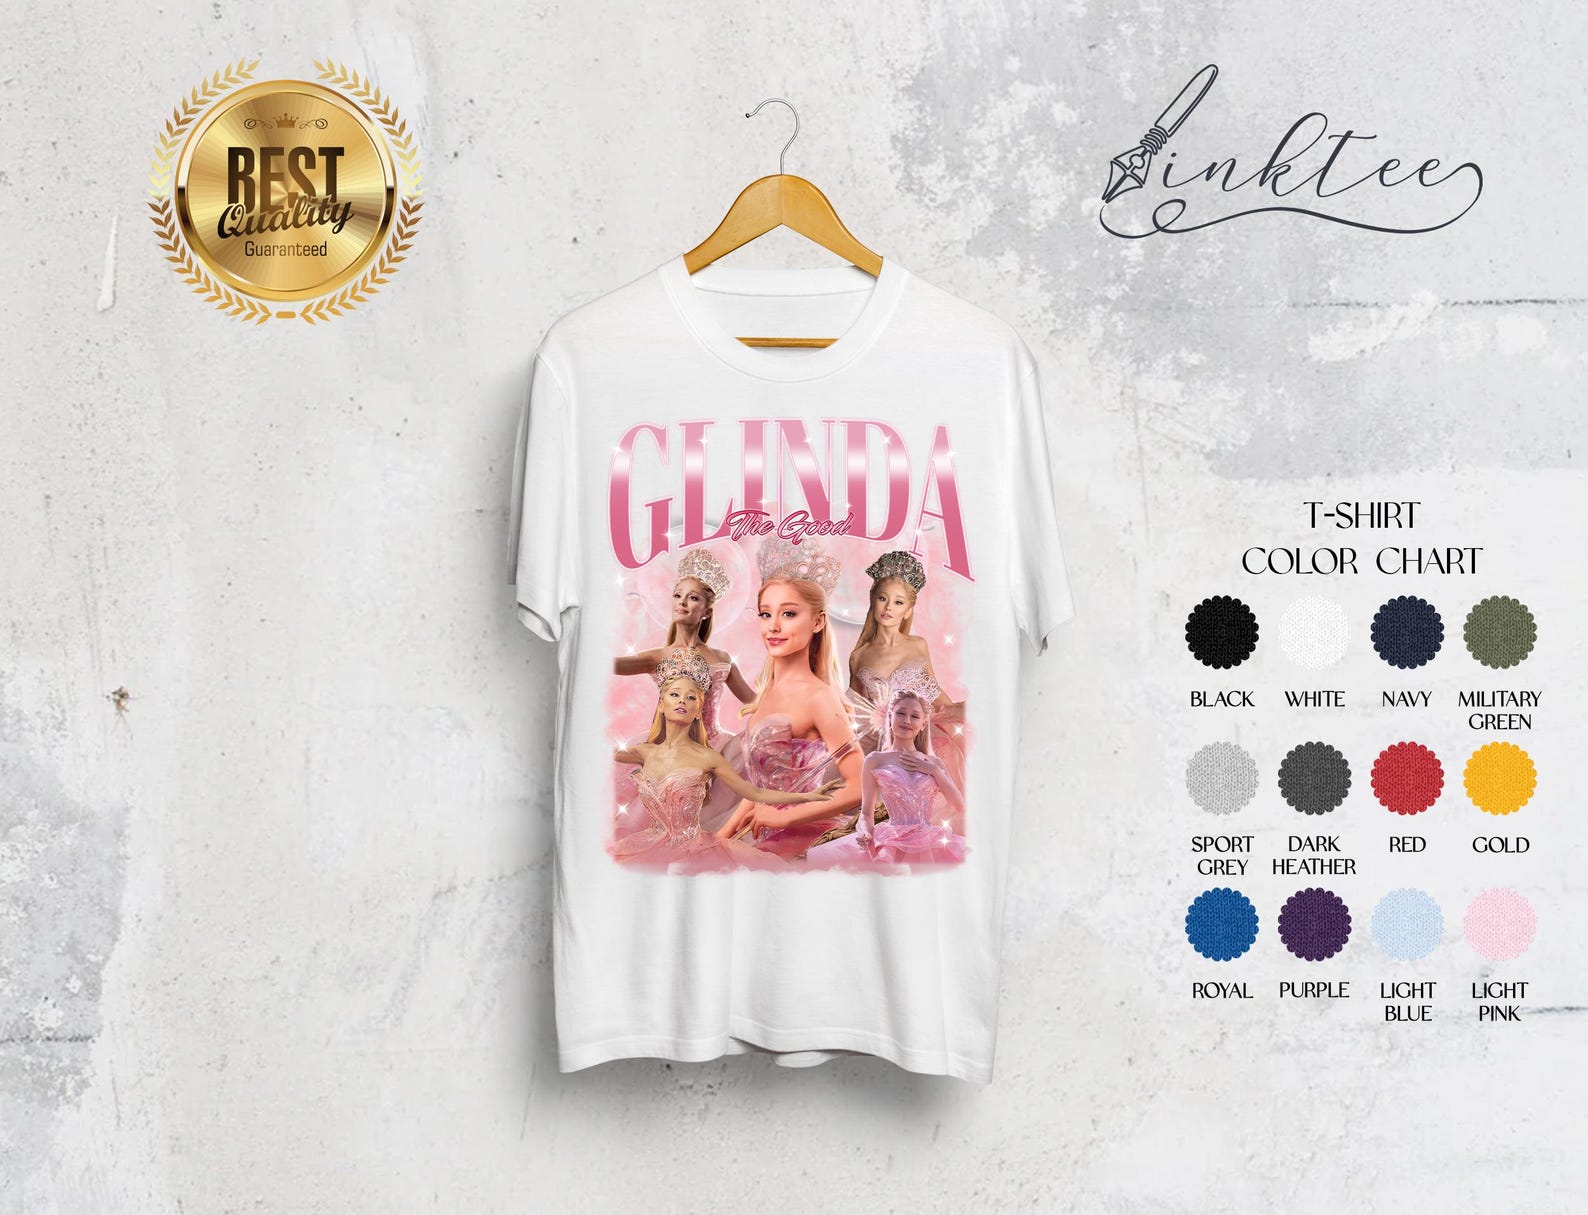 BEST
Quality
Guaranteed
inktee
GLINDA
The Good
T-SHIRT
COLOR CHART
BLACK
WHITE
NAVY
MILITARY
GREEN
SPORT
GREY
DARK
HEATHER
RED
GOLD
ROYAL
PURPLE
LIGHT
BLUE
LIGHT
PINK